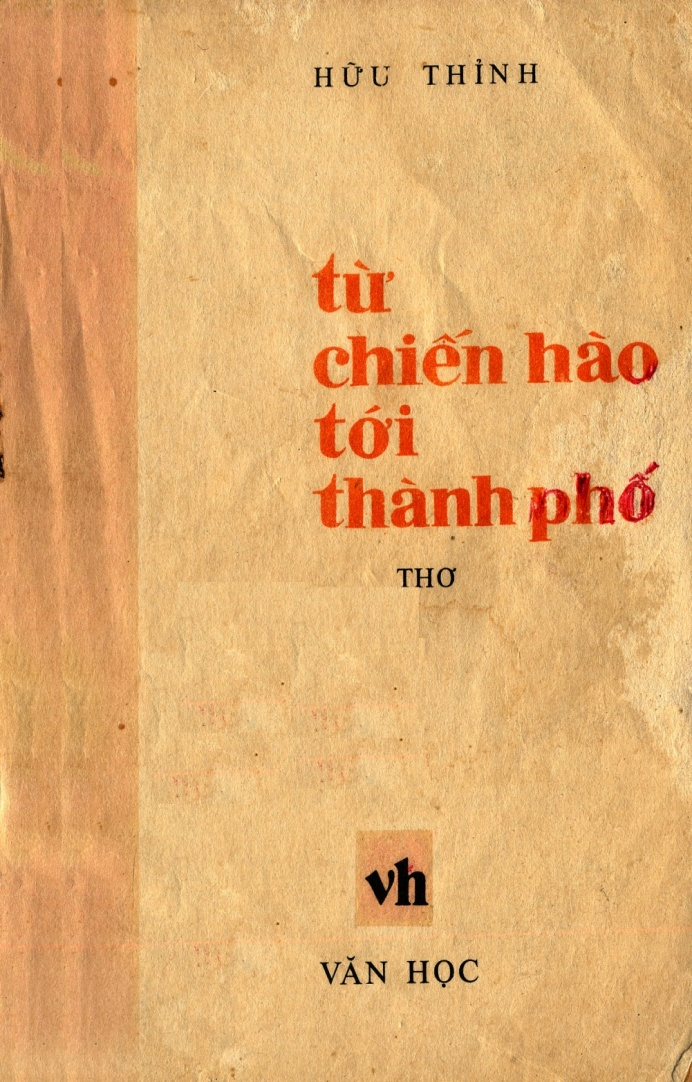 HỮU THỈNH
từ
chiến hào
tới
thành phố
THƠ
vh
VĂN HỌC